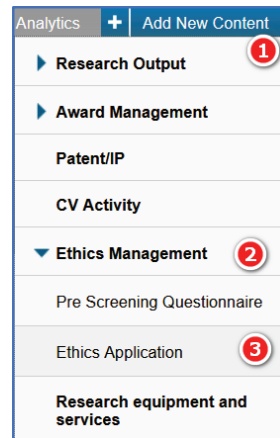 Analytics + Add New Content
1
Research Output
Award Management
Patent/IP
CV Activity
Ethics Management 2
Pre Screening Questionnaire
Ethics Application 3
Research equipment and
services